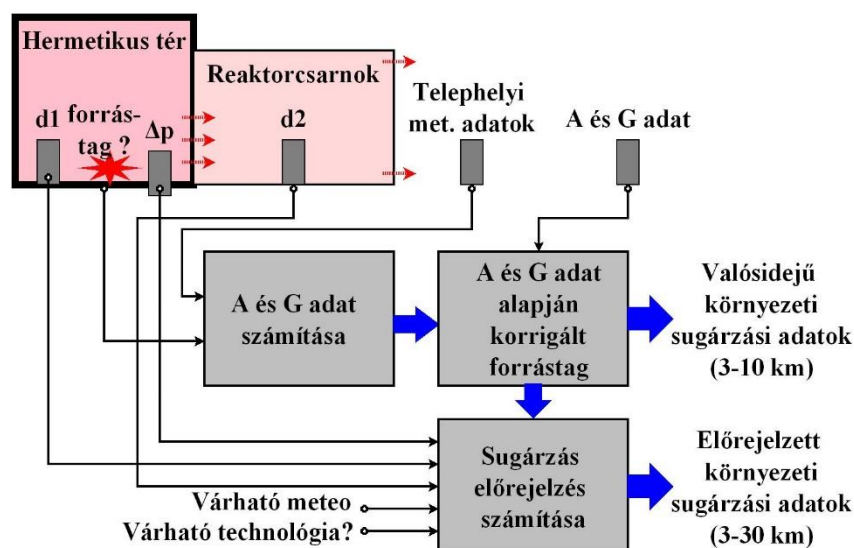 Hermetikus tér
Reaktorcsarnok
d1
forrás-
tag ?
Δp
d2
Telephelyi
met. adatok
A és G adat
A és G adat
számítása
A és G adat
alapján
korrigált
forrástag
Valósidejű
környezeti
sugárzási adatok
(3-10 km)
Sugárzás
előrejelzés
számítása
Előrejelzett
környezeti
sugárzási adatok
(3-30 km)
Várható meteo
Várható technológia?